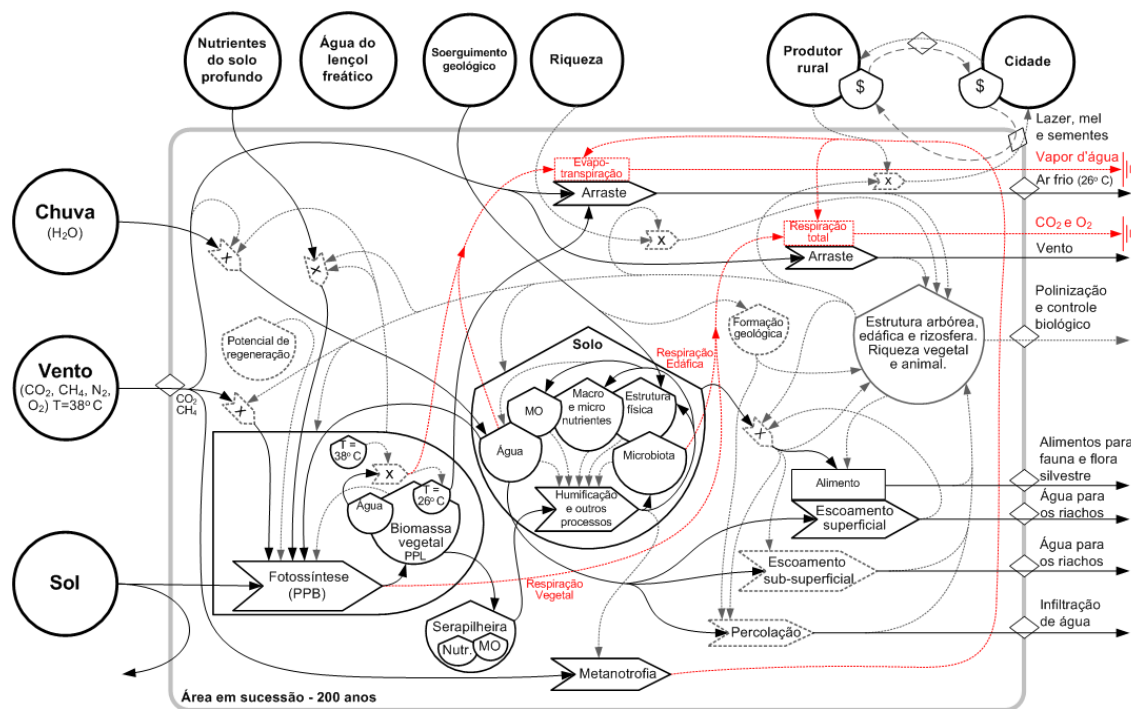 Nutrientes
do solo
profundo
Água do
lençol
freático
Soerguimento
geológico
Riqueza
Produtor
rural
$
$
Cidade
Lazer, mel
e sementes
Evapo-
transpiração
Vapor d'água
Arraste
Ar frio (26º C)
x
Chuva
(H2O)
x
x
x
Respiração
total
CO2 e O2
Arraste
Vento
Polinização
e controle
biológico
Potencial de
regeneração
Formação
geológica
Estrutura arbórea,
edáfica e rizosfera.
Riqueza vegetal
e animal.
Solo
Respiração
Edáfica
Vento
(CO2, CH4, N2,
O2) T=38º C
CO2
CH4
x
MO
Macro
e micro
nutrientes
Estrutura
física
Água
Microbiota
x
T =
38º C
x
T =
26º C
Água
Biomassa
vegetal
PPL
Humificação
e outros
processos
Alimento
Alimentos para
fauna e flora
silvestre
Escoamento
superficial
Água para
os riachos
Sol
Fotossíntese
(PPB)
Respiração
Vegetal
Escoamento
sub-superficial
Água para
os riachos
Serapilheira
Nutr.
MO
Percolação
Infiltração
de água
Metanotrofia
Área em sucessão - 200 anos